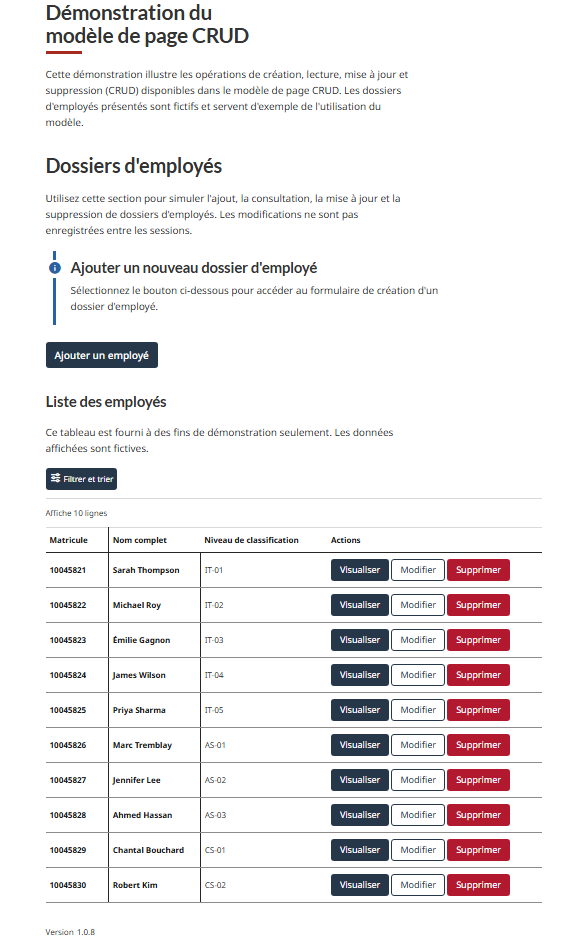 Démonstration du
modèle de page CRUD
Cette démonstration illustre les opérations de création, lecture, mise à jour et
suppression (CRUD) disponibles dans le modèle de page CRUD. Les dossiers
d'employés présentés sont fictifs et servent d'exemple de l'utilisation du
modèle.
Dossiers d'employés
Utilisez cette section pour simuler l'ajout, la consultation, la mise à jour et la
suppression de dossiers d'employés. Les modifications ne sont pas
enregistrées entre les sessions.
Ajouter un nouveau dossier d'employé
Sélectionnez le bouton ci-dessous pour accéder au formulaire de création d'un
dossier d'employé.
Ajouter un employé
Liste des employés
Ce tableau est fourni à des fins de démonstration seulement. Les données
affichées sont fictives.
Filtrer et trier
Affiche 10 lignes
Matricule Nom complet Niveau de classification Actions
10045821 Sarah Thompson IT-01 Visualiser Modifier Supprimer
10045822 Michael Roy IT-02 Visualiser Modifier Supprimer
10045823 Émilie Gagnon IT-03 Visualiser Modifier Supprimer
10045824 James Wilson IT-04 Visualiser Modifier Supprimer
10045825 Priya Sharma IT-05 Visualiser Modifier Supprimer
10045826 Marc Tremblay AS-01 Visualiser Modifier Supprimer
10045827 Jennifer Lee AS-02 Visualiser Modifier Supprimer
10045828 Ahmed Hassan AS-03 Visualiser Modifier Supprimer
10045829 Chantal Bouchard CS-01 Visualiser Modifier Supprimer
10045830 Robert Kim CS-02 Visualiser Modifier Supprimer
Version 1.0.8